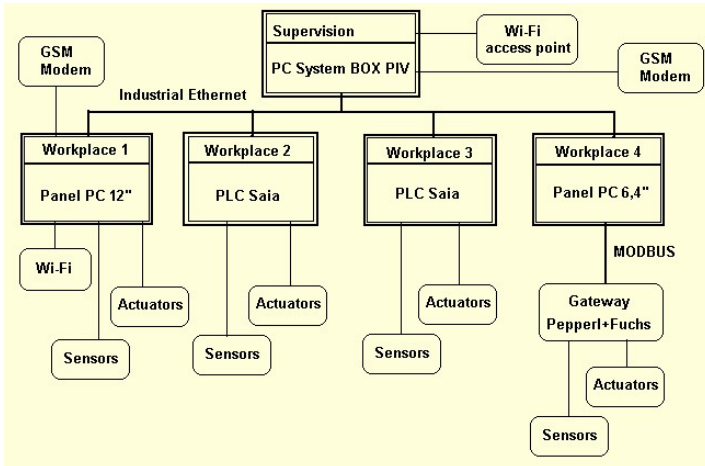 Supervision
PC System BOX PIV
Wi-Fi
access point
GSM
Modem
GSM
Modem
Industrial Ethernet
Workplace 1
Panel PC 12"
Workplace 2
PLC Saia
Workplace 3
PLC Saia
Workplace 4
Panel PC 6,4"
MODBUS
Wi-Fi
Actuators
Sensors
Actuators
Sensors
Actuators
Sensors
Gateway
Pepperl+Fuchs
Actuators
Sensors